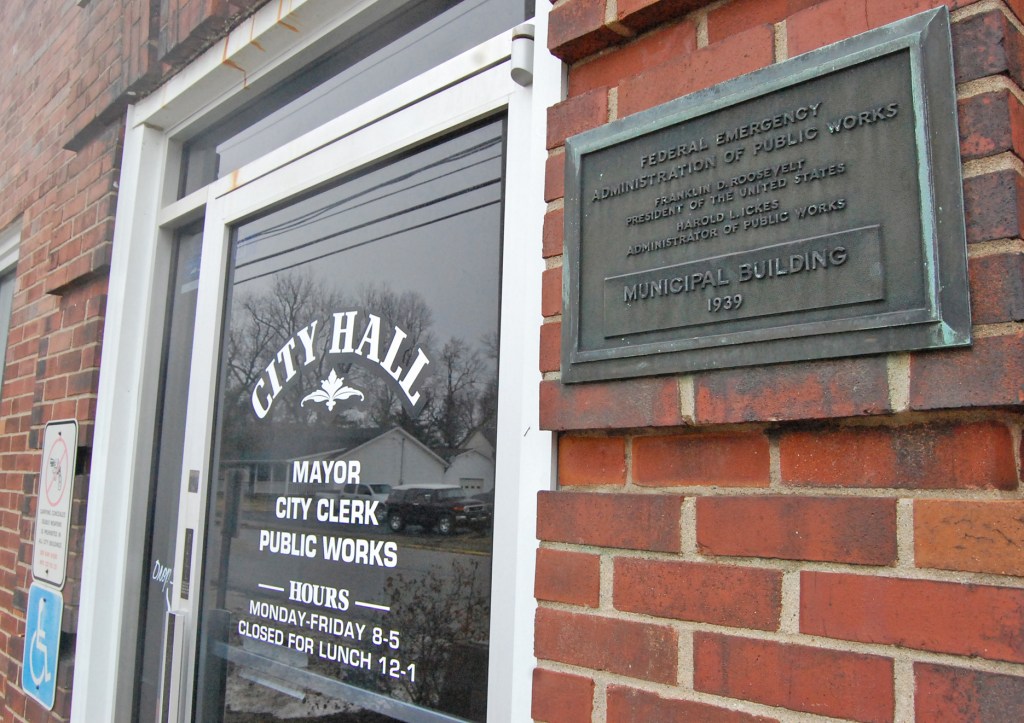 FEDERAL EMERGENCY
ADMINISTRATION OF PUBLIC WORKS
FRANKLIN D. ROOSEVELT
PRESIDENT OF THE UNITED STATES
HAROLD L. ICKES
ADMINISTRATOR OF PUBLIC WORKS
MUNICIPAL BUILDING
1939
CITY HALL
MAYOR
CITY CLERK
PUBLIC WORKS
HOURS
MONDAY-FRIDAY 8-5
CLOSED FOR LUNCH 12-1